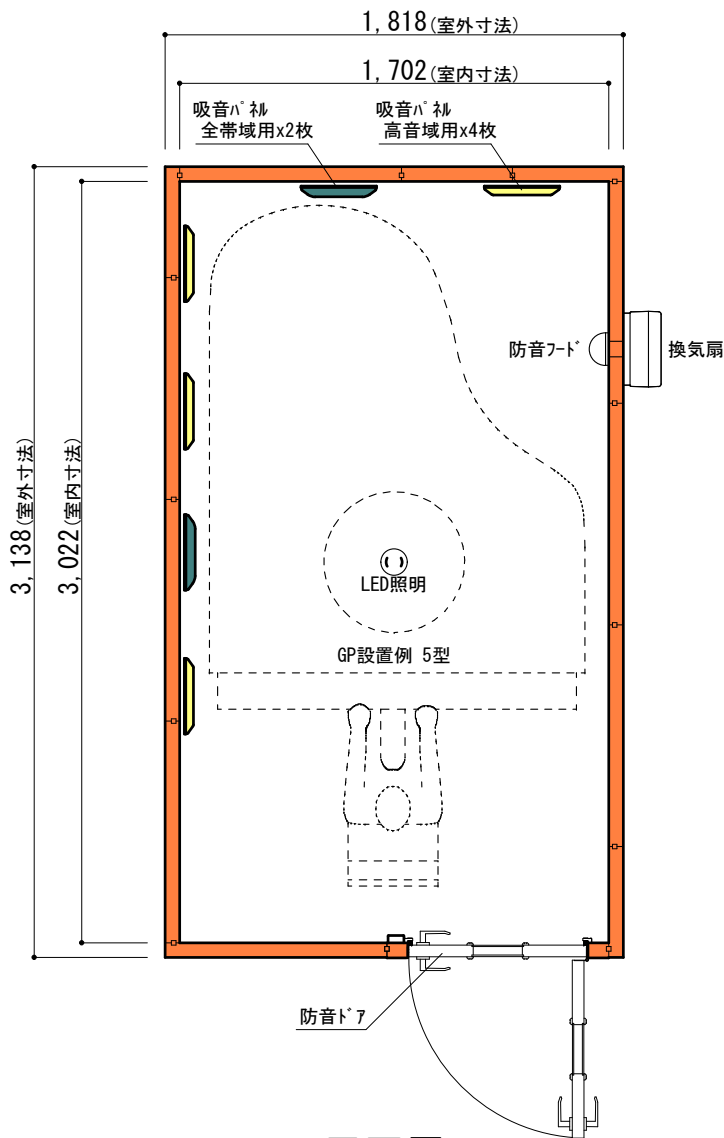 1,818(室外寸法)
1,702(室内寸法)
吸音ﾊﾟﾈﾙ
全帯域用x2枚
吸音ﾊﾟﾈﾙ
高音域用x4枚
防音ﾌｰﾄﾞ
換気扇
3,138(室外寸法)
3,022(室内寸法)
LED照明
GP設置例 5型
防音ﾄﾞｱ